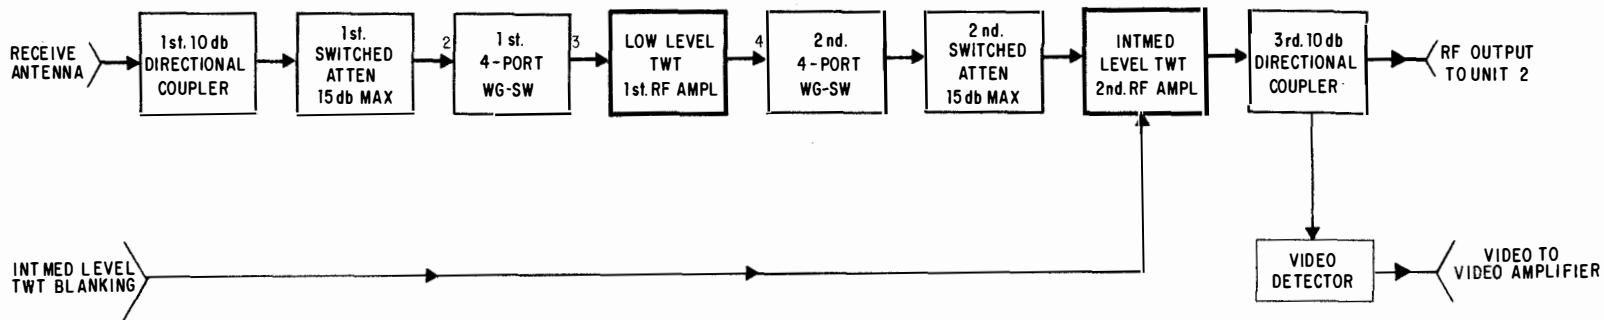 RECEIVE
ANTENNA
1st. 10 db
DIRECTIONAL
COUPLER
1st.
SWITCHED
ATTEN
15 db MAX
2
1 st.
4-PORT
WG-SW
3
LOW LEVEL
TWT
1st. RF AMPL
4
2 nd.
4-PORT
WG-SW
2 nd.
SWITCHED
ATTEN
15 db MAX
INTMED
LEVEL TWT
2nd. RF AMPL
3 rd. 10 db
DIRECTIONAL
COUPLER
RF OUTPUT
TO UNIT 2
INTMED LEVEL
TWT BLANKING
VIDEO
DETECTOR
VIDEO TO
VIDEO AMPLIFIER